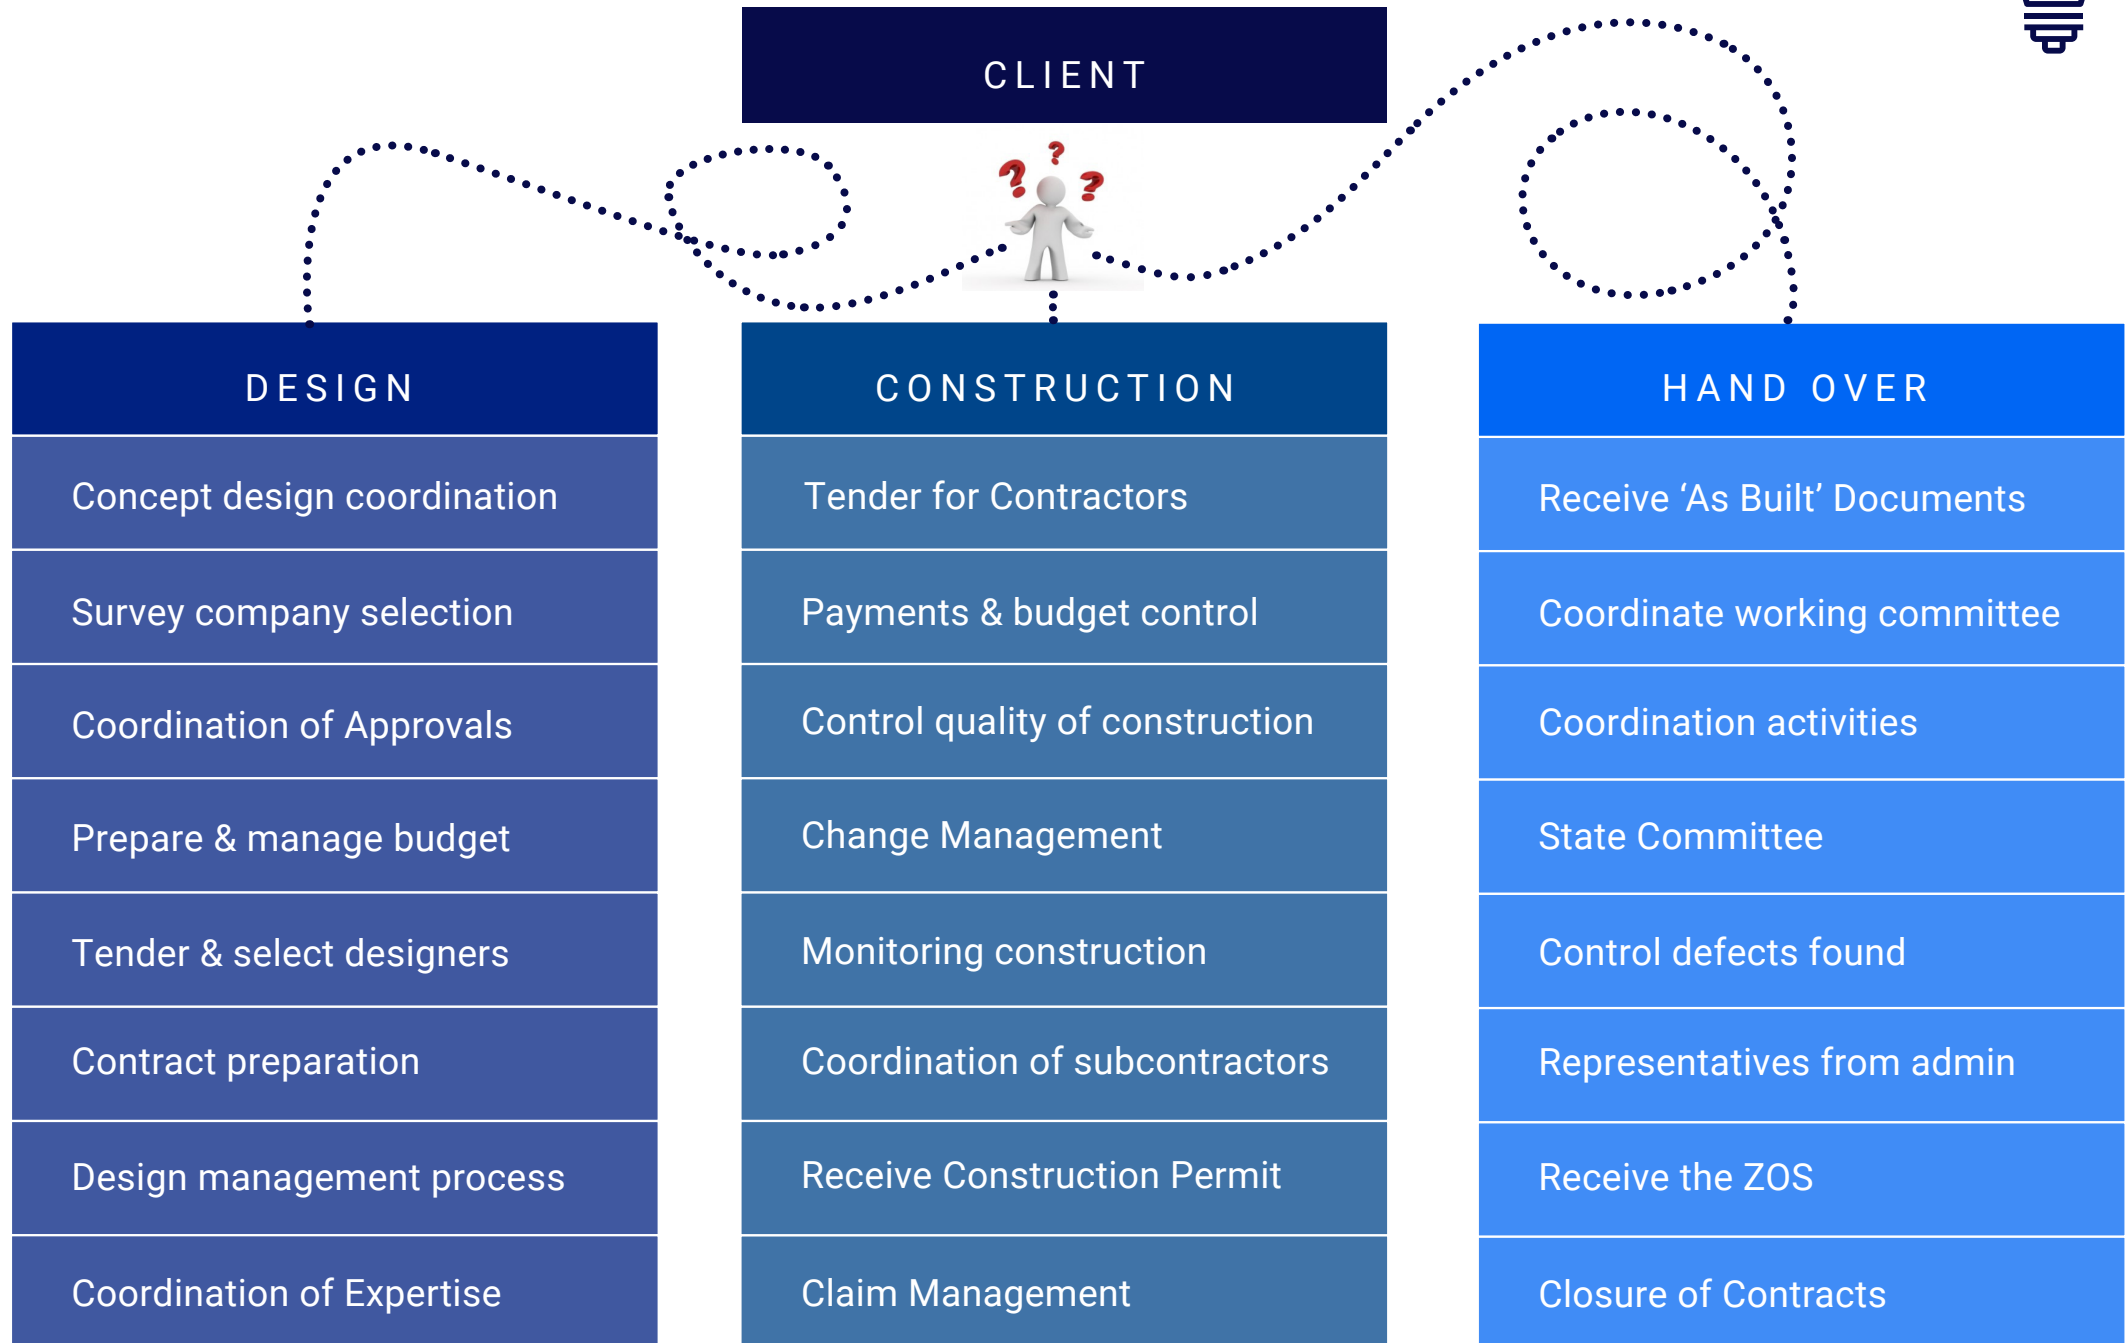 CLIENT
? ? ?
DESIGN
Concept design coordination
Survey company selection
Coordination of Approvals
Prepare & manage budget
Tender & select designers
Contract preparation
Design management process
Coordination of Expertise
CONSTRUCTION
Tender for Contractors
Payments & budget control
Control quality of construction
Change Management
Monitoring construction
Coordination of subcontractors
Receive Construction Permit
Claim Management
HAND OVER
Receive ‘As Built’ Documents
Coordinate working committee
Coordination activities
State Committee
Control defects found
Representatives from admin
Receive the ZOS
Closure of Contracts